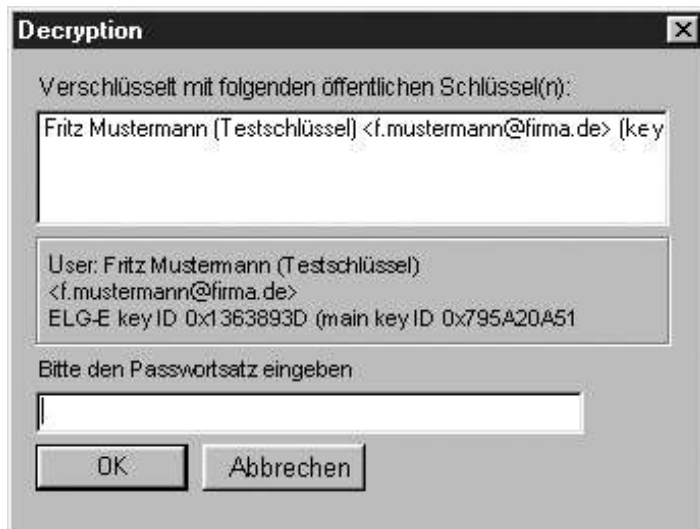 Decryption
Verschlüsselt mit folgenden öffentlichen Schlüssel(n):
Fritz Mustermann (Testschlüssel) <f.mustermann@firma.de> (key
User: Fritz Mustermann (Testschlüssel)
<f.mustermann@firma.de>
ELG-E key ID 0x1363893D (main key ID 0x795A20A51
Bitte den Passwortsatz eingeben
OK
Abbrechen